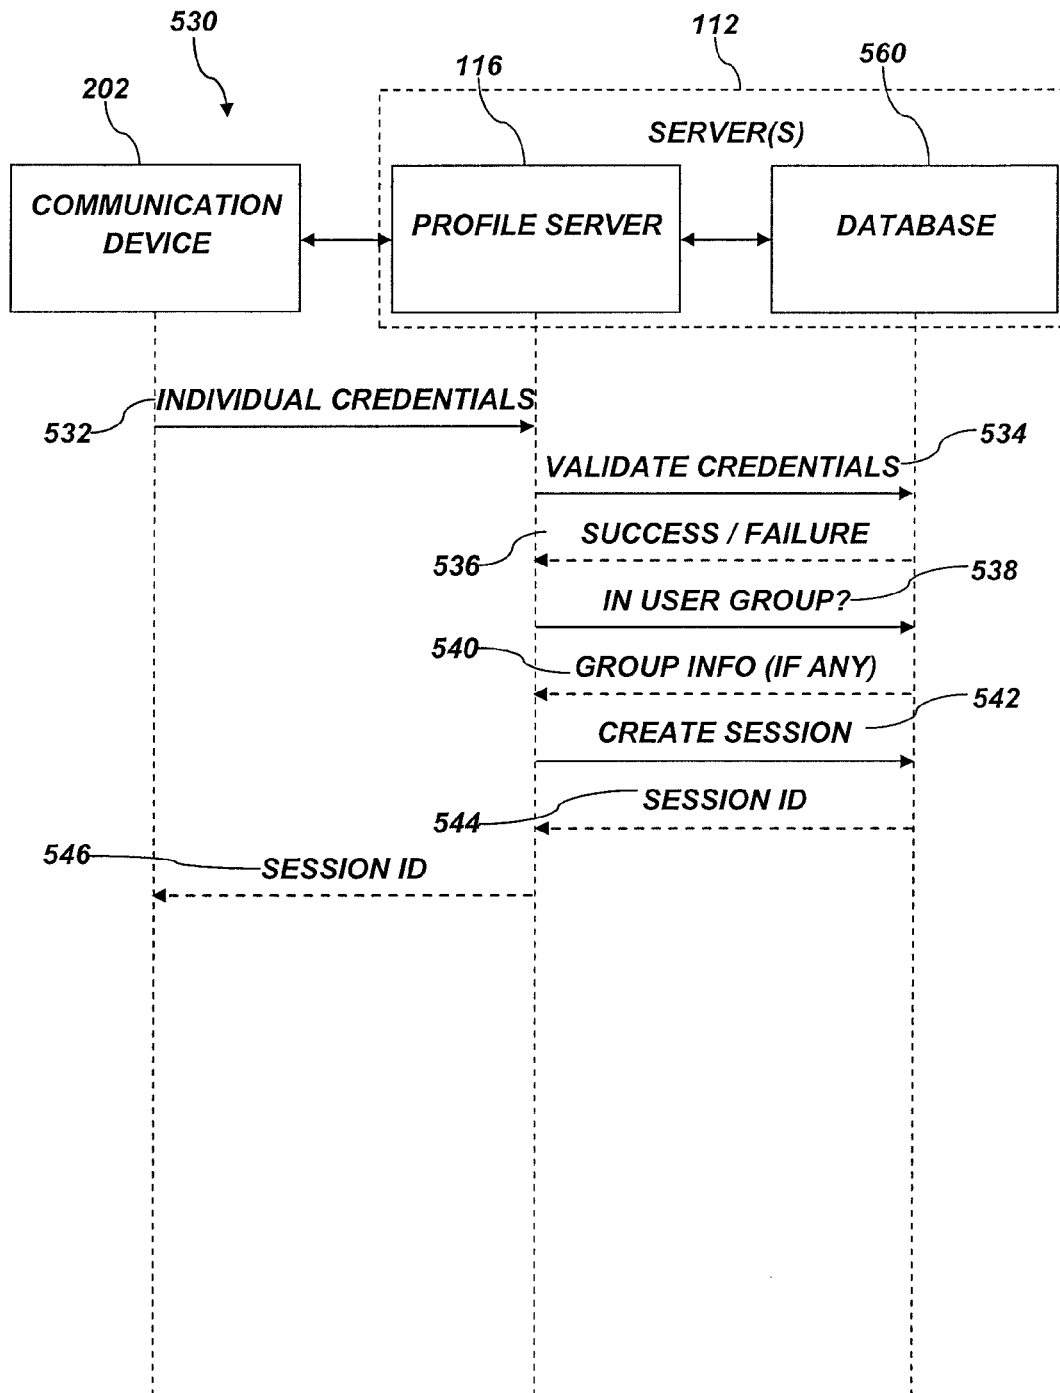 530
112
202
116
560
SERVER(S)
COMMUNICATION
DEVICE
PROFILE SERVER
DATABASE
INDIVIDUAL CREDENTIALS
532
534
VALIDATE CREDENTIALS
SUCCESS / FAILURE
536
538
IN USER GROUP?
540
GROUP INFO (IF ANY)
542
CREATE SESSION
SESSION ID
544
546
SESSION ID